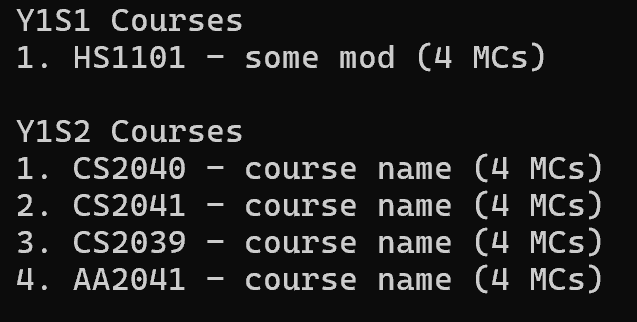 Y1S1 Courses
1. HS1101 – some mod (4 MCs)
Y1S2 Courses
1. CS2040 – course name (4 MCs)
2. CS2041 – course name (4 MCs)
3. CS2039 – course name (4 MCs)
4. AA2041 – course name (4 MCs)